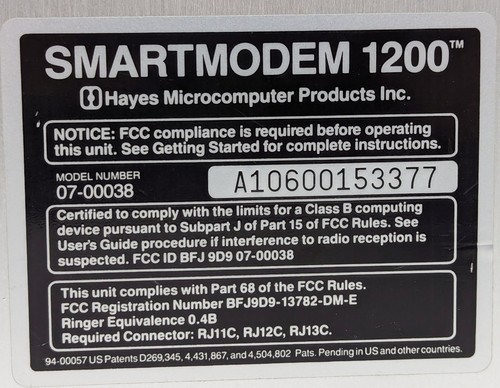 SMARTMODEM 1200™
Hayes Microcomputer Products Inc.
NOTICE: FCC compliance is required before operating
this unit. See Getting Started for complete instructions.
MODEL NUMBER
07-00038
A10600153377
Certified to comply with the limits for a Class B computing
device pursuant to Subpart J of Part 15 of FCC Rules. See
User's Guide procedure if interference to radio reception is
suspected. FCC ID BFJ 9D9 07-00038
This unit complies with Part 68 of the FCC Rules.
FCC Registration Number BFJ9D9-13782-DM-E
Ringer Equivalence 0.4B
Required Connector: RJ11C, RJ12C, RJ13C.
94-00057 US Patents D269,345, 4,431,867, and 4,504,802 Pats. Pending in US and other countries.